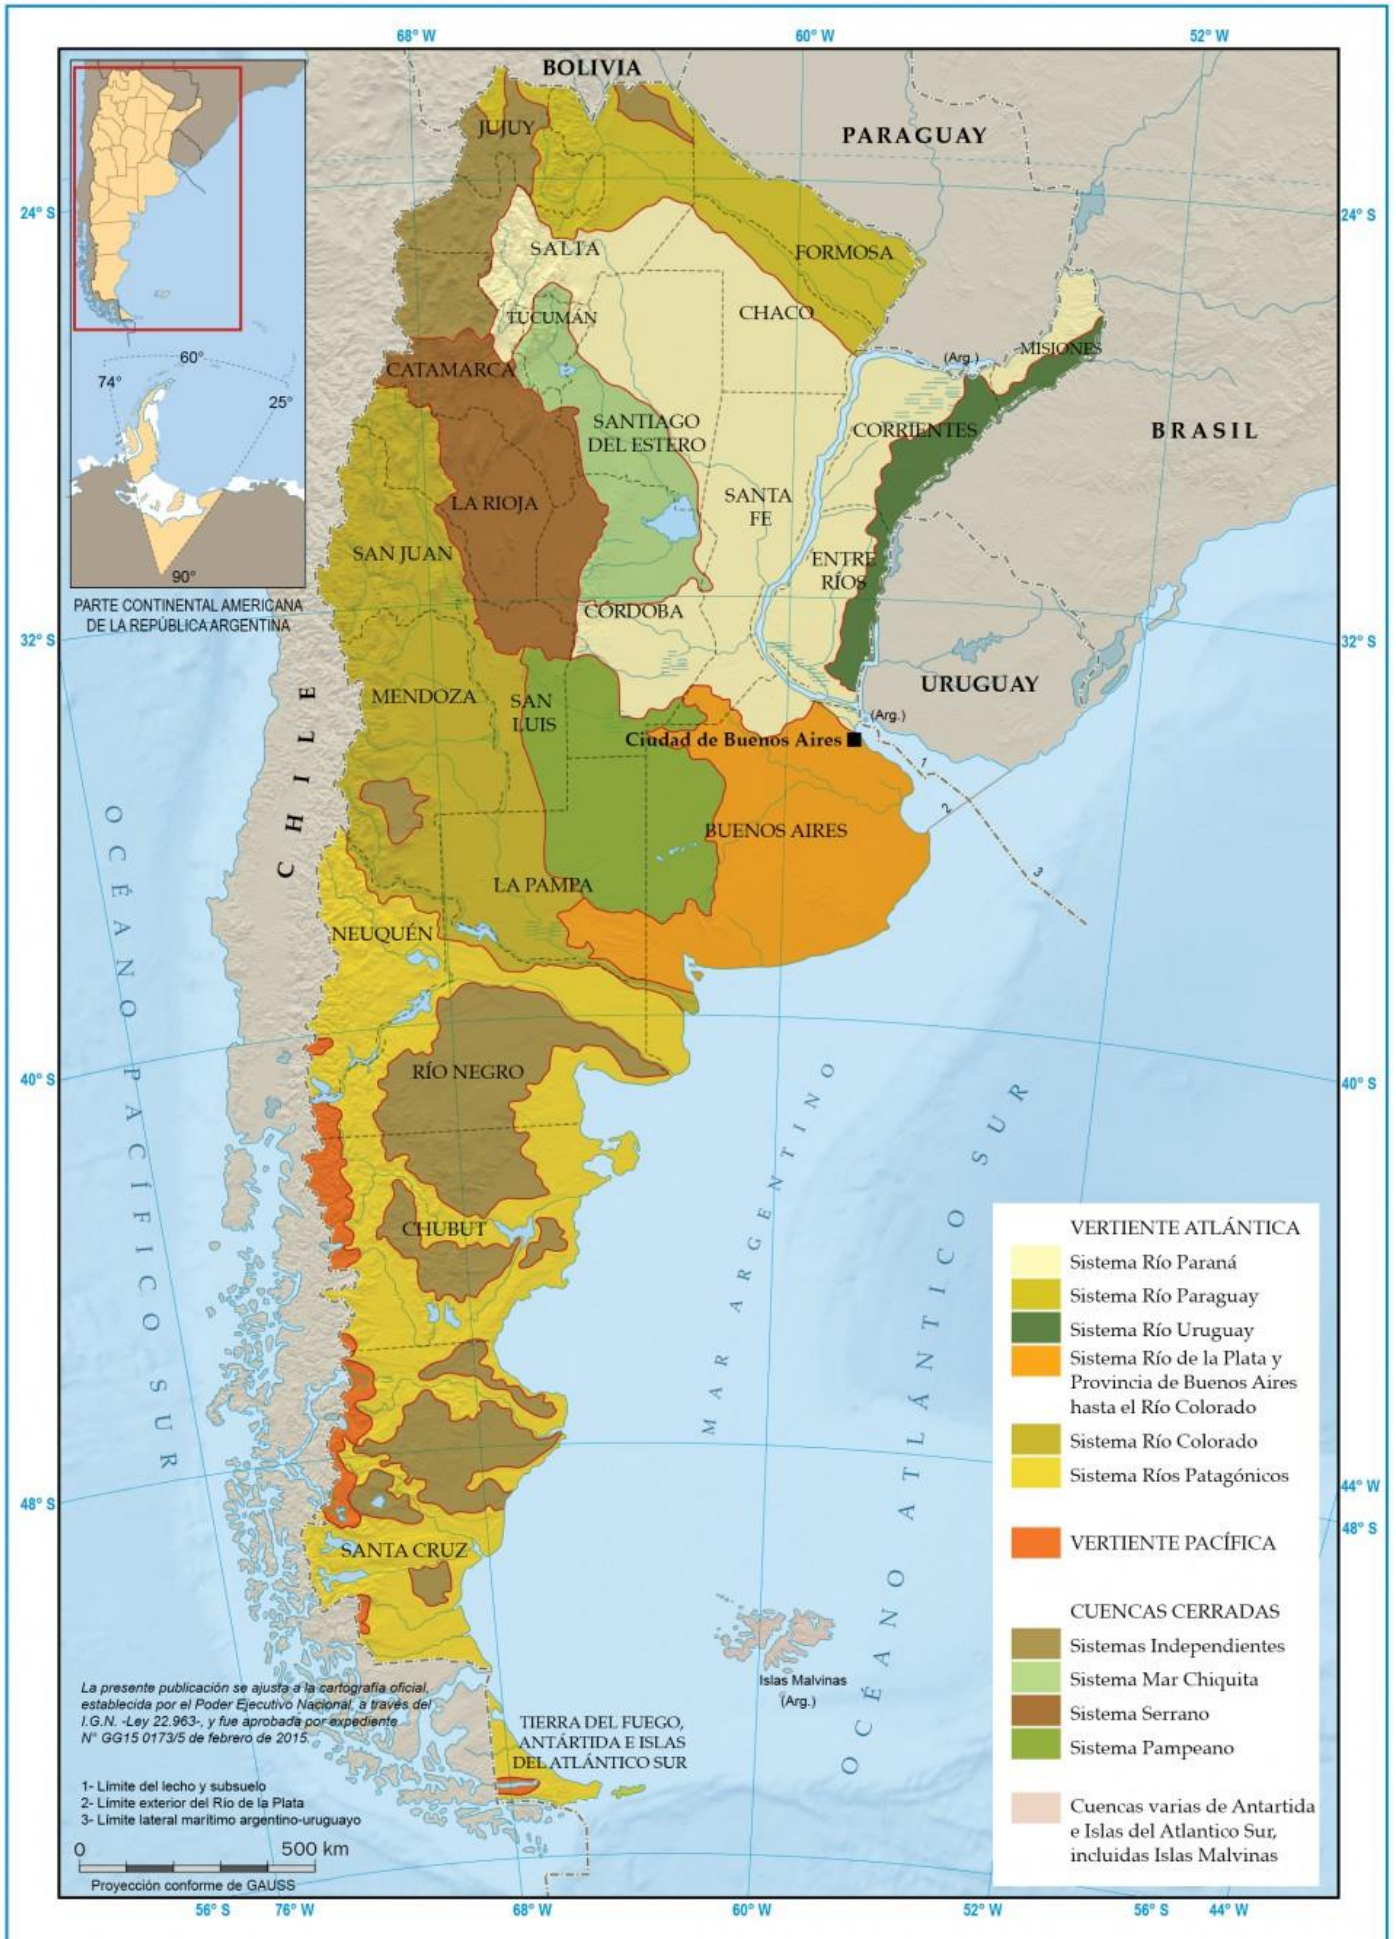 68° W
60° W
52° W
BOLIVIA
PARAGUAY
JUJUY
24° S
24° S
SALTA
FORMOSA
TUCUMÁN
CHACO
(Arg.)
MISIONES
60°
74°
25°
CATAMARCA
SANTIAGO
DEL ESTERO
CORRIENTES
BRASIL
LA RIOJA
SANTA
FE
SAN JUAN
ENTRE
RÍOS
90°
PARTE CONTINENTAL AMERICANA
DE LA REPÚBLICA ARGENTINA
CÓRDOBA
32° S
32° S
MENDOZA
SAN
LUIS
URUGUAY
(Arg.)
Ciudad de Buenos Aires
CHILE
1
2
3
BUENOS AIRES
LA PAMPA
NEUQUÉN
OCÉANO PACÍFICO SUR
RÍO NEGRO
40° S
40° S
MAR ARGENTINO
OCÉANO ATLÁNTICO SUR
CHUBUT
48° S
44° W
48° S
SANTA CRUZ
Islas Malvinas
(Arg.)
TIERRA DEL FUEGO,
ANTÁRTIDA E ISLAS
DEL ATLÁNTICO SUR
VERTIENTE ATLÁNTICA
Sistema Río Paraná
Sistema Río Paraguay
Sistema Río Uruguay
Sistema Río de la Plata y
Provincia de Buenos Aires
hasta el Río Colorado
Sistema Río Colorado
Sistema Ríos Patagónicos
VERTIENTE PACÍFICA
CUENCAS CERRADAS
Sistemas Independientes
Sistema Mar Chiquita
Sistema Serrano
Sistema Pampeano
Cuencas varias de Antartida
e Islas del Atlantico Sur,
incluidas Islas Malvinas
La presente publicación se ajusta a la cartografía oficial,
establecida por el Poder Ejecutivo Nacional, a través del
I.G.N. -Ley 22.963-, y fue aprobada por expediente
N° GG15 0173/5 de febrero de 2015.
1- Límite del lecho y subsuelo
2- Límite exterior del Río de la Plata
3- Límite lateral marítimo argentino-uruguayo
0 500 km
Proyección conforme de GAUSS
56° S
76° W
68° W
60° W
52° W
56° S
44° W